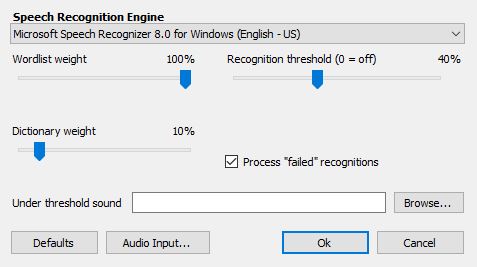 Speech Recognition Engine
Microsoft Speech Recognizer 8.0 for Windows (English - US)
Wordlist weight 100% Recognition threshold (0 = off) 40%
Dictionary weight 10%
Process "failed" recognitions
Under threshold sound Browse...
Defaults Audio Input... Ok Cancel